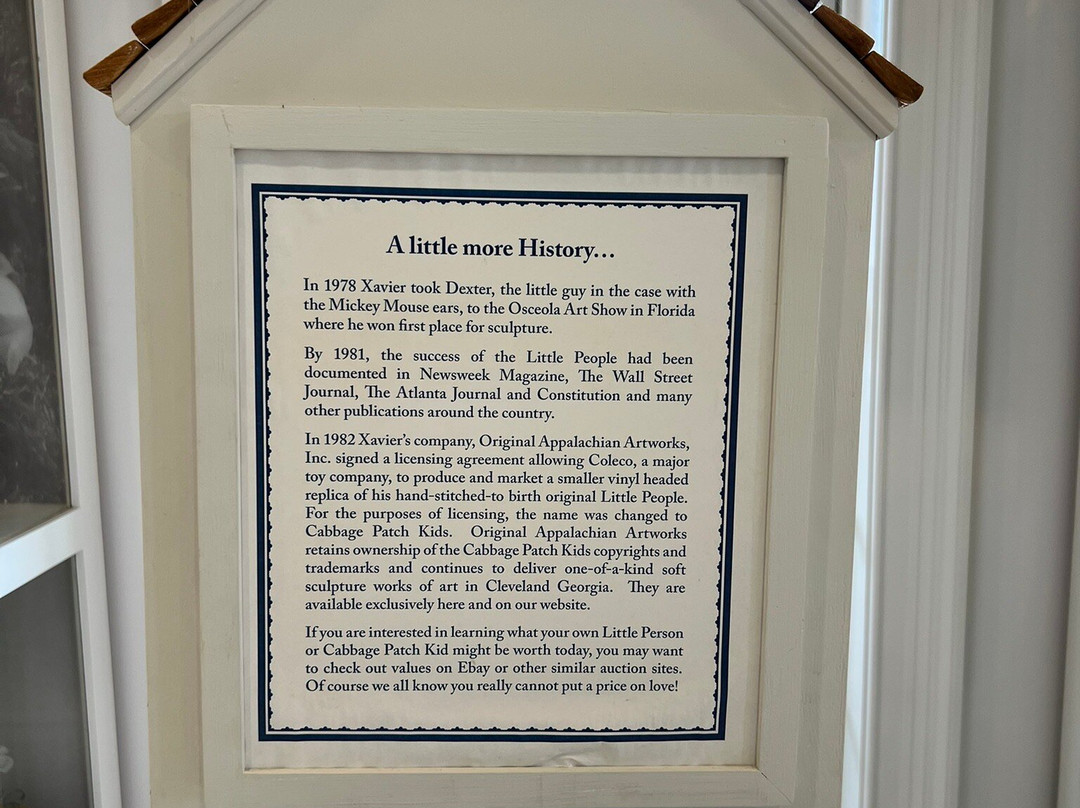 A little more History...
In 1978 Xavier took Dexter, the little guy in the case with
the Mickey Mouse ears, to the Osceola Art Show in Florida
where he won first place for sculpture.
By 1981, the success of the Little People had been
documented in Newsweek Magazine, The Wall Street
Journal, The Atlanta Journal and Constitution and many
other publications around the country.
In 1982 Xavier's company, Original Appalachian Artworks,
Inc. signed a licensing agreement allowing Coleco, a major
toy company, to produce and market a smaller vinyl headed
replica of his hand-stitched-to birth original Little People.
For the purposes of licensing, the name was changed to
Cabbage Patch Kids. Original Appalachian Artworks
retains ownership of the Cabbage Patch Kids copyrights and
trademarks and continues to deliver one-of-a-kind soft
sculpture works of art in Cleveland Georgia. They are
available exclusively here and on our website.
If you are interested in learning what your own Little Person
or Cabbage Patch Kid might be worth today, you may want
to check out values on Ebay or other similar auction sites.
Of course we all know you really cannot put a price on love!